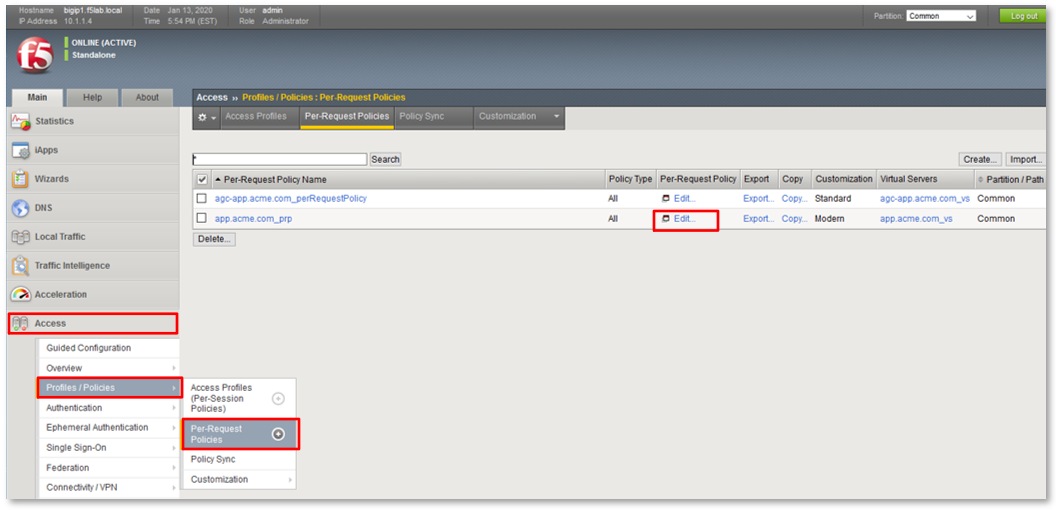 Hostname bigip1.f5lab.local Date Jan 13, 2020 User admin
IP Address 10.1.1.4 Time 5:54 PM (EST) Role Administrator
Partition: Common Log out
f5
ONLINE (ACTIVE)
Standalone
Main Help About
Access ›› Profiles / Policies : Per-Request Policies
Access Profiles Per-Request Policies Policy Sync Customization
Statistics
iApps
Wizards
DNS
Local Traffic
Traffic Intelligence
Acceleration
Access
Guided Configuration
Overview
Profiles / Policies
Authentication
Ephemeral Authentication
Single Sign-On
Federation
Connectivity / VPN
Access Profiles
(Per-Session
Policies)
Per-Request
Policies
Policy Sync
Customization
* Search Create... Import...
Per-Request Policy Name Policy Type Per-Request Policy Export Copy Customization Virtual Servers Partition / Path
agc-app.acme.com_perRequestPolicy All Edit... Export... Copy... Standard agc-app.acme.com_vs Common
app.acme.com_prp All Edit... Export... Copy... Modern app.acme.com_vs Common
Delete...